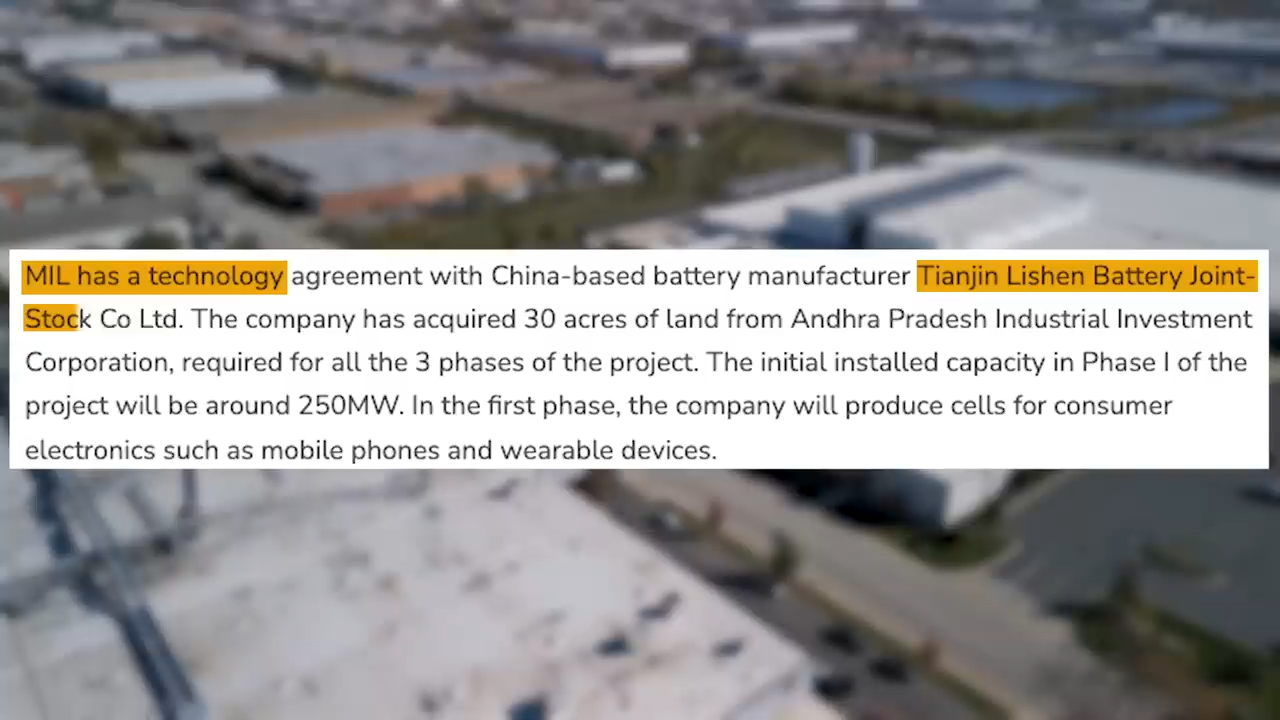 MIL has a technology agreement with China-based battery manufacturer Tianjin Lishen Battery Joint-
Stock Co Ltd. The company has acquired 30 acres of land from Andhra Pradesh Industrial Investment
Corporation, required for all the 3 phases of the project. The initial installed capacity in Phase I of the
project will be around 250MW. In the first phase, the company will produce cells for consumer
electronics such as mobile phones and wearable devices.